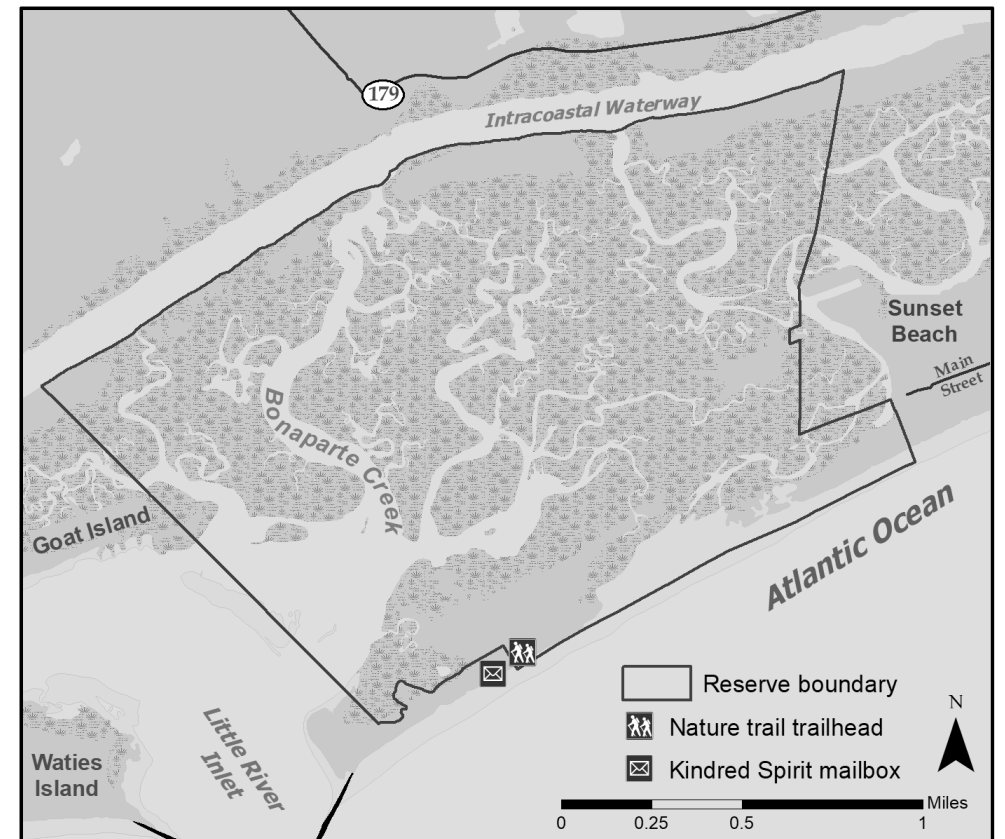 179
Intracoastal Waterway
Sunset
Beach
Main
Street
Bonaparte Creek
Goat Island
Atlantic Ocean
Little River
Inlet
Waties
Island
Reserve boundary
Nature trail trailhead
Kindred Spirit mailbox
N
Miles
0 0.25 0.5 1